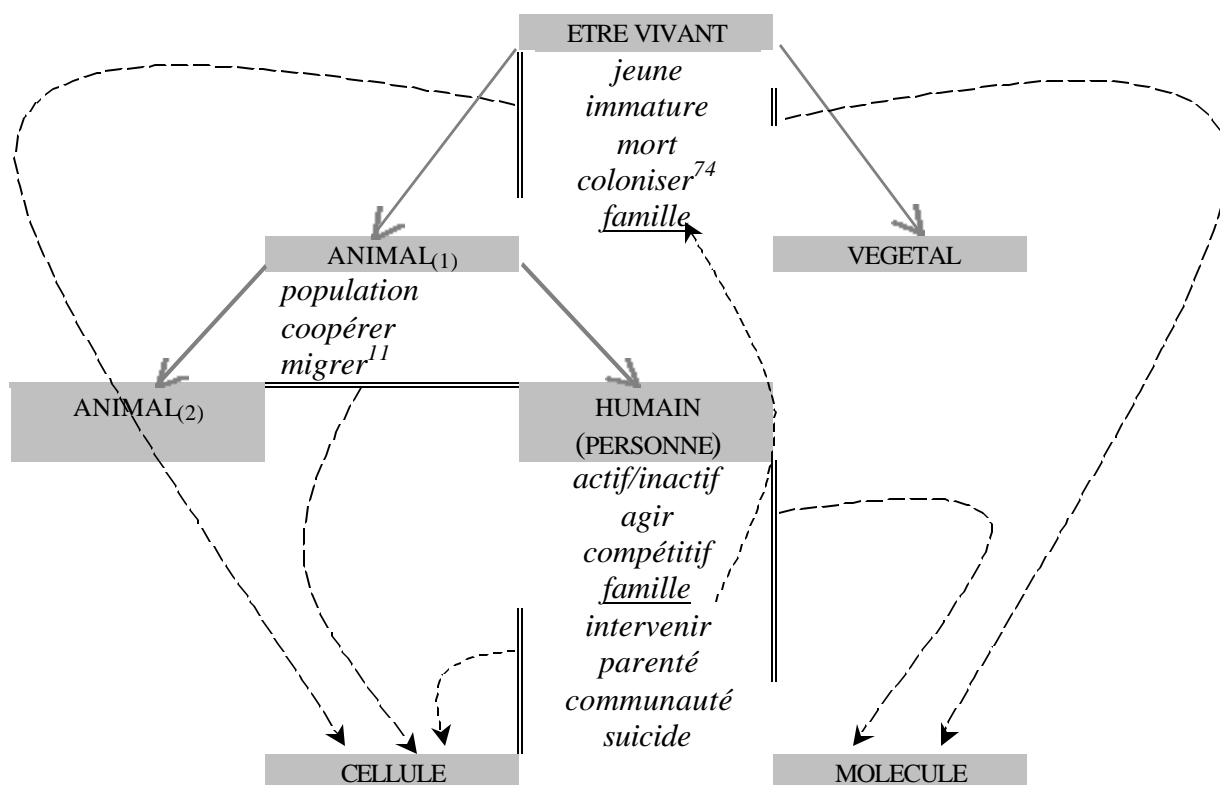 ETRE VIVANT
jeune
immature
mort
coloniser74
famille
ANIMAL(1)
VEGETAL
population
coopérer
migrer11
ANIMAL(2)
HUMAIN
(PERSONNE)
actif/inactif
agir
compétitif
famille
intervenir
parenté
communauté
suicide
CELLULE
MOLECULE